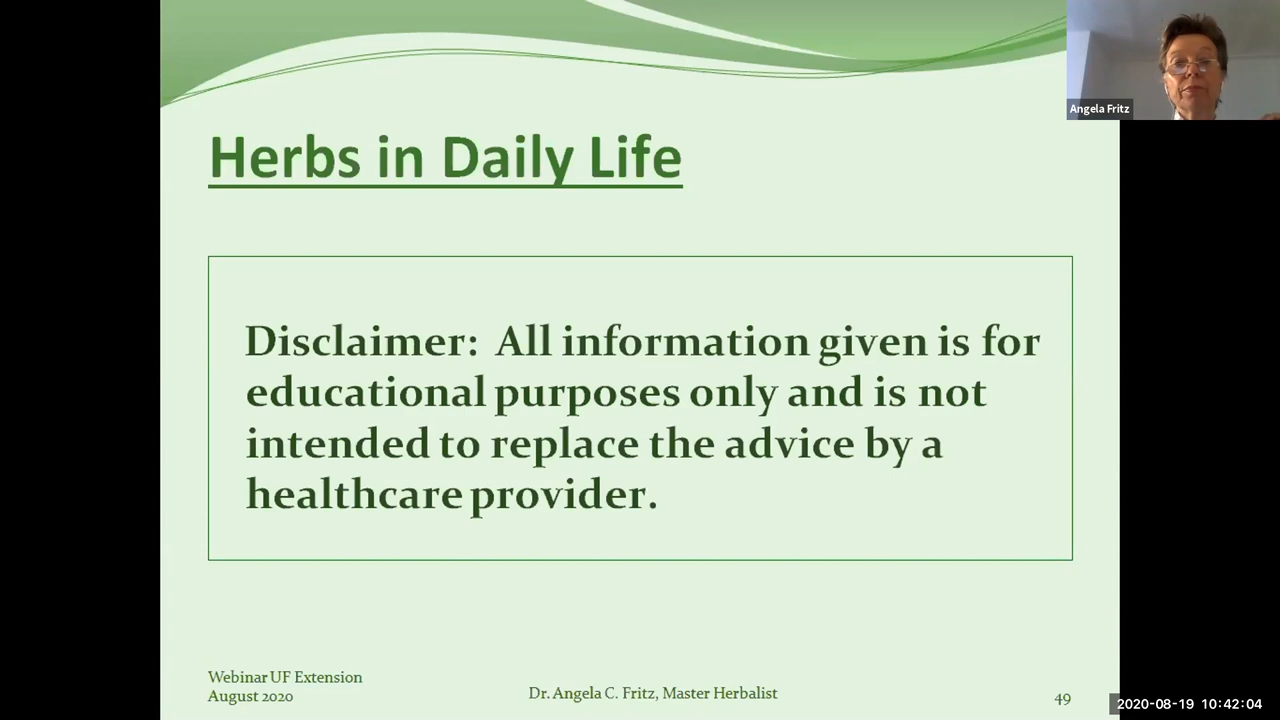 Angela Fritz
Herbs in Daily Life
Disclaimer: All information given is for
educational purposes only and is not
intended to replace the advice by a
healthcare provider.
Webinar UF Extension
August 2020
Dr. Angela C. Fritz, Master Herbalist
49
2020-08-19 10:42:04